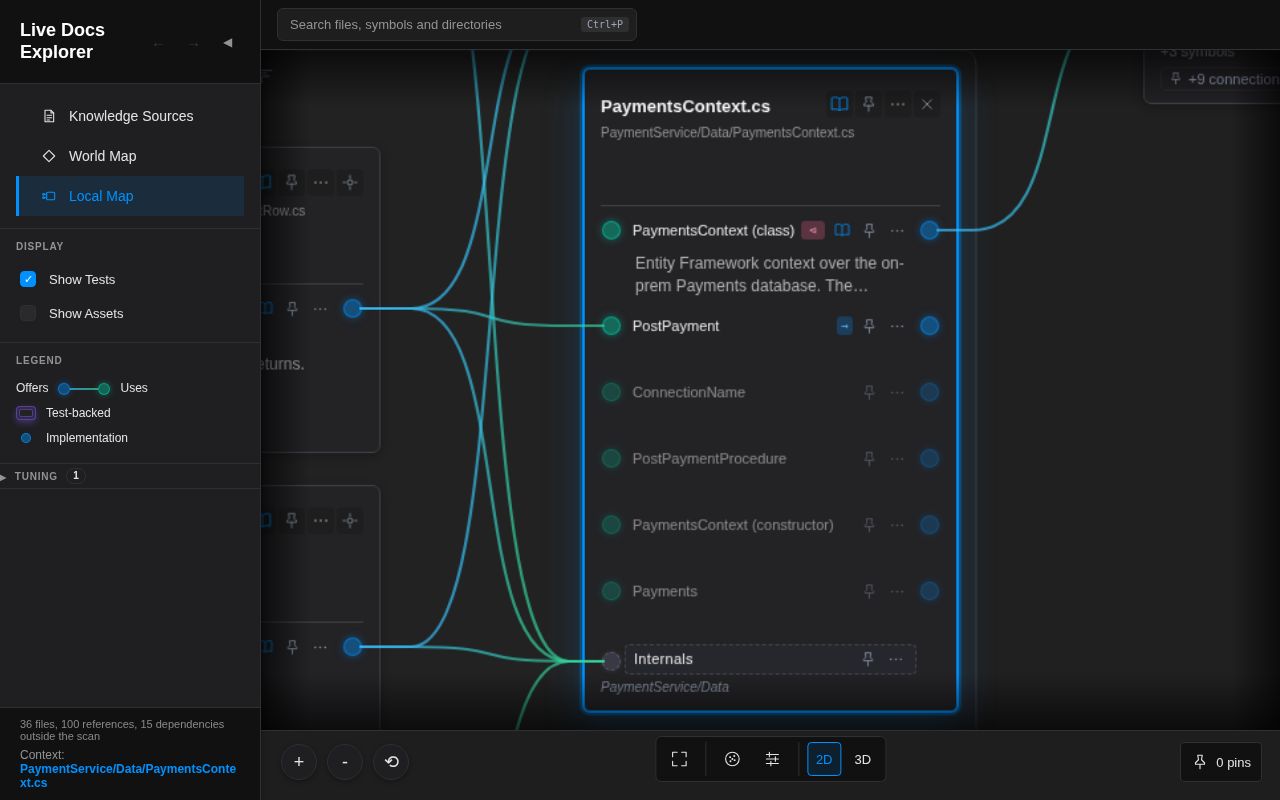 Live Docs
Explorer
Search files, symbols and directories
Ctrl+P
Knowledge Sources
World Map
Local Map
DISPLAY
Show Tests
Show Assets
LEGEND
Offers
Uses
Test-backed
Implementation
TUNING
1
36 files, 100 references, 15 dependencies
outside the scan
Context:
PaymentService/Data/PaymentsConte
xt.cs
Row.cs
eturns.
PaymentsContext.cs
PaymentService/Data/PaymentsContext.cs
PaymentsContext (class)
Entity Framework context over the on-
prem Payments database. The…
PostPayment
ConnectionName
PostPaymentProcedure
PaymentsContext (constructor)
Payments
Internals
PaymentService/Data
+3 symbols
+9 connection
+
-
2D
3D
0 pins